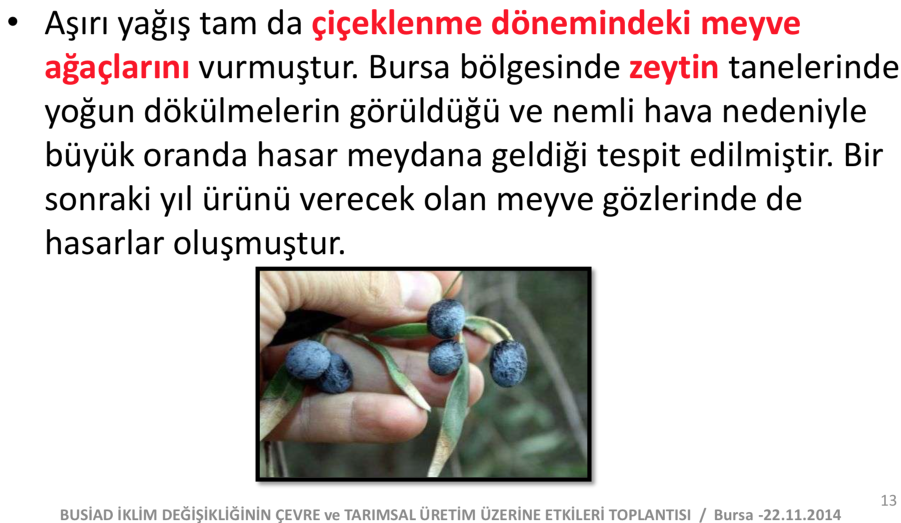 • Aşırı yağış tam da çiçeklenme dönemindeki meyve
ağaçlarını vurmuştur. Bursa bölgesinde zeytin tanelerinde
yoğun dökülmelerin görüldüğü ve nemli hava nedeniyle
büyük oranda hasar meydana geldiği tespit edilmiştir. Bir
sonraki yıl ürünü verecek olan meyve gözlerinde de
hasarlar oluşmuştur.
13
BUSİAD İKLİM DEĞİŞİKLİĞİNİN ÇEVRE ve TARIMSAL ÜRETİM ÜZERİNE ETKİLERİ TOPLANTISI / Bursa -22.11.2014